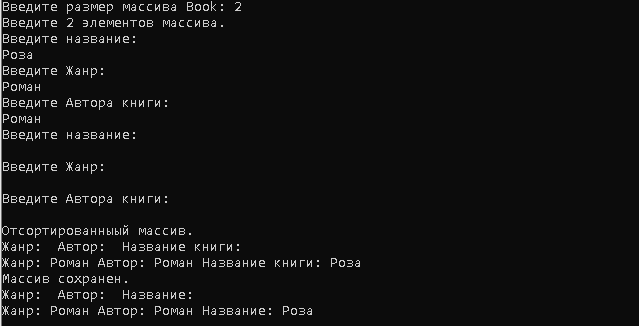 Введите размер массива Book: 2
Введите 2 элементов массива.
Введите название:
Роза
Введите Жанр:
Роман
Введите Автора книги:
Роман
Введите название:
Введите Жанр:
Введите Автора книги:
Отсортированныый массив.
Жанр:  Автор:  Название книги:
Жанр: Роман Автор: Роман Название книги: Роза
Массив сохранен.
Жанр:  Автор:  Название:
Жанр: Роман Автор: Роман Название: Роза